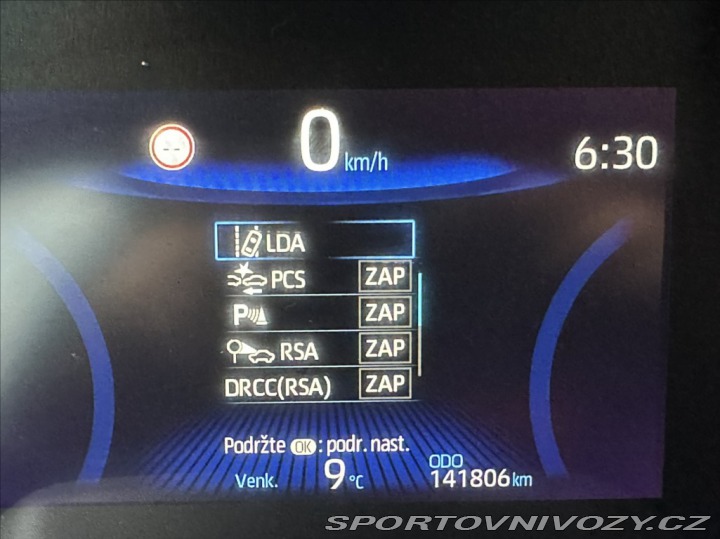 0 km/h
6:30
LDA
PCS ZAP
P ZAP
RSA ZAP
DRCC(RSA) ZAP
Podržte OK : podr. nast.
Venk. 9 °C
ODO
141806 km
SPORTOVNIVOZY.CZ